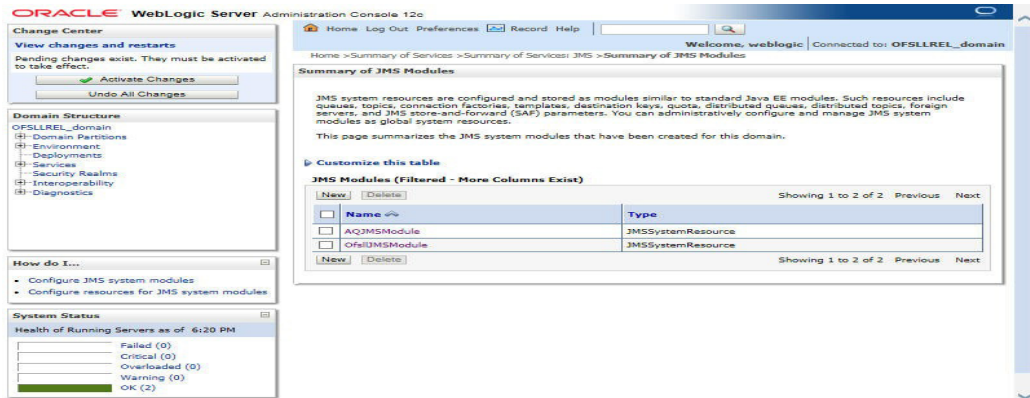 ORACLE WebLogic Server Administration Console 12c
Change Center
View changes and restarts
Pending changes exist. They must be activated
to take effect.
Activate Changes
Undo All Changes
Domain Structure
OFSLLREL_domain
Domain Partitions
Environment
Deployments
Services
Security Realms
Interoperability
Diagnostics
How do I...
Configure JMS system modules
Configure resources for JMS system modules
System Status
Health of Running Servers as of 6:20 PM
Failed (0)
Critical (0)
Overloaded (0)
Warning (0)
OK (2)
Home Log Out Preferences Record Help
Welcome, weblogic Connected to: OFSLLREL_domain
Home >Summary of Services >Summary of Services: JMS >Summary of JMS Modules
Summary of JMS Modules
JMS system resources are configured and stored as modules similar to standard Java EE modules. Such resources include
queues, topics, connection factories, templates, destination keys, quota, distributed queues, distributed topics, foreign
servers, and JMS store-and-forward (SAF) parameters. You can administratively configure and manage JMS system
modules as global system resources.
This page summarizes the JMS system modules that have been created for this domain.
Customize this table
JMS Modules (Filtered - More Columns Exist)
New Delete Showing 1 to 2 of 2 Previous Next
Name Type
AQJMSModule JMSSystemResource
OfsllJMSModule JMSSystemResource
New Delete Showing 1 to 2 of 2 Previous Next